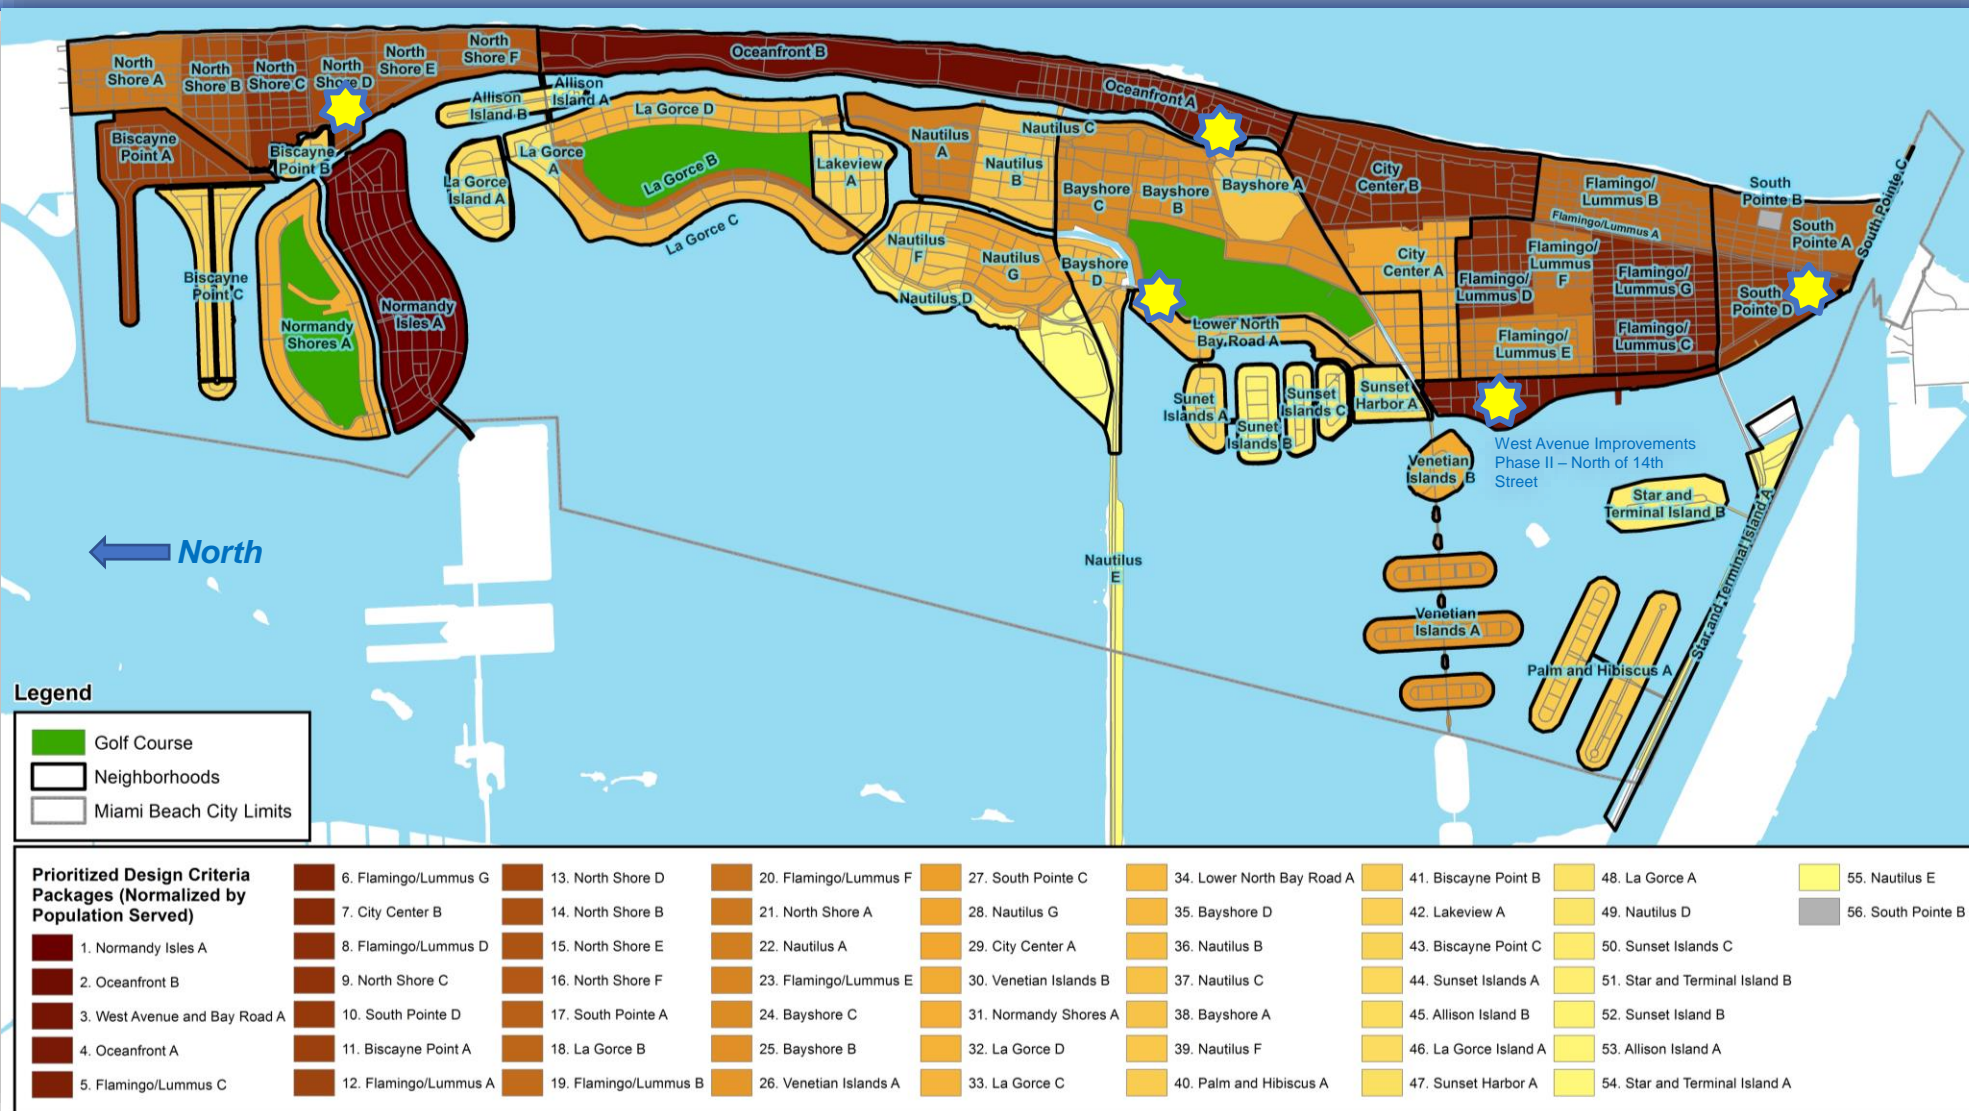 North
Shore A
North
Shore B
North
Shore C
North
Shore D
North
Shore E
North
Shore F
Oceanfront B
Oceanfront A
Allison
Island A
Allison
Island B
La Gorce D
Biscayne
Point A
Biscayne
Point B
La Gorce
A
La Gorce B
La Gorce C
La Gorce
Island A
Lakeview
A
Nautilus
A
Nautilus C
Nautilus
B
Bayshore
C
Bayshore
B
Bayshore A
City
Center B
Flamingo/
Lummus B
Flamingo/Lummus A
South
Pointe B
South
Pointe A
South Pointe C
Biscayne
Point C
Normandy
Shores A
Normandy
Isles A
Nautilus
F
Nautilus
G
Nautilus D
Bayshore
D
Lower North
Bay Road A
City
Center A
Flamingo/
Lummus D
Flamingo/
Lummus
F
Flamingo/
Lummus G
South
Pointe D
Flamingo/
Lummus E
Flamingo/
Lummus C
Sunet
Islands A
Sunet
Islands B
Sunset
Islands C
Sunset
Harbor A
West Avenue Improvements
Phase II – North of 14th
Street
Venetian
Islands B
Star and
Terminal Island B
Star and Terminal Island A
North
Nautilus
E
Venetian
Islands A
Palm and Hibiscus A
Legend
Golf Course
Neighborhoods
Miami Beach City Limits
Prioritized Design Criteria
Packages (Normalized by
Population Served)
1. Normandy Isles A
2. Oceanfront B
3. West Avenue and Bay Road A
4. Oceanfront A
5. Flamingo/Lummus C
6. Flamingo/Lummus G
7. City Center B
8. Flamingo/Lummus D
9. North Shore C
10. South Pointe D
11. Biscayne Point A
12. Flamingo/Lummus A
13. North Shore D
14. North Shore B
15. North Shore E
16. North Shore F
17. South Pointe A
18. La Gorce B
19. Flamingo/Lummus B
20. Flamingo/Lummus F
21. North Shore A
22. Nautilus A
23. Flamingo/Lummus E
24. Bayshore C
25. Bayshore B
26. Venetian Islands A
27. South Pointe C
28. Nautilus G
29. City Center A
30. Venetian Islands B
31. Normandy Shores A
32. La Gorce D
33. La Gorce C
34. Lower North Bay Road A
35. Bayshore D
36. Nautilus B
37. Nautilus C
38. Bayshore A
39. Nautilus F
40. Palm and Hibiscus A
41. Biscayne Point B
42. Lakeview A
43. Biscayne Point C
44. Sunset Islands A
45. Allison Island B
46. La Gorce Island A
47. Sunset Harbor A
48. La Gorce A
49. Nautilus D
50. Sunset Islands C
51. Star and Terminal Island B
52. Sunset Island B
53. Allison Island A
54. Star and Terminal Island A
55. Nautilus E
56. South Pointe B